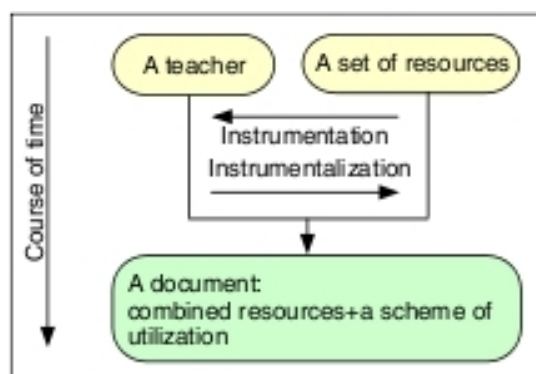 A teacher
A set of resources
Instrumentation
Instrumentalization
Course of time
A document:
combined resources+a scheme of
utilization